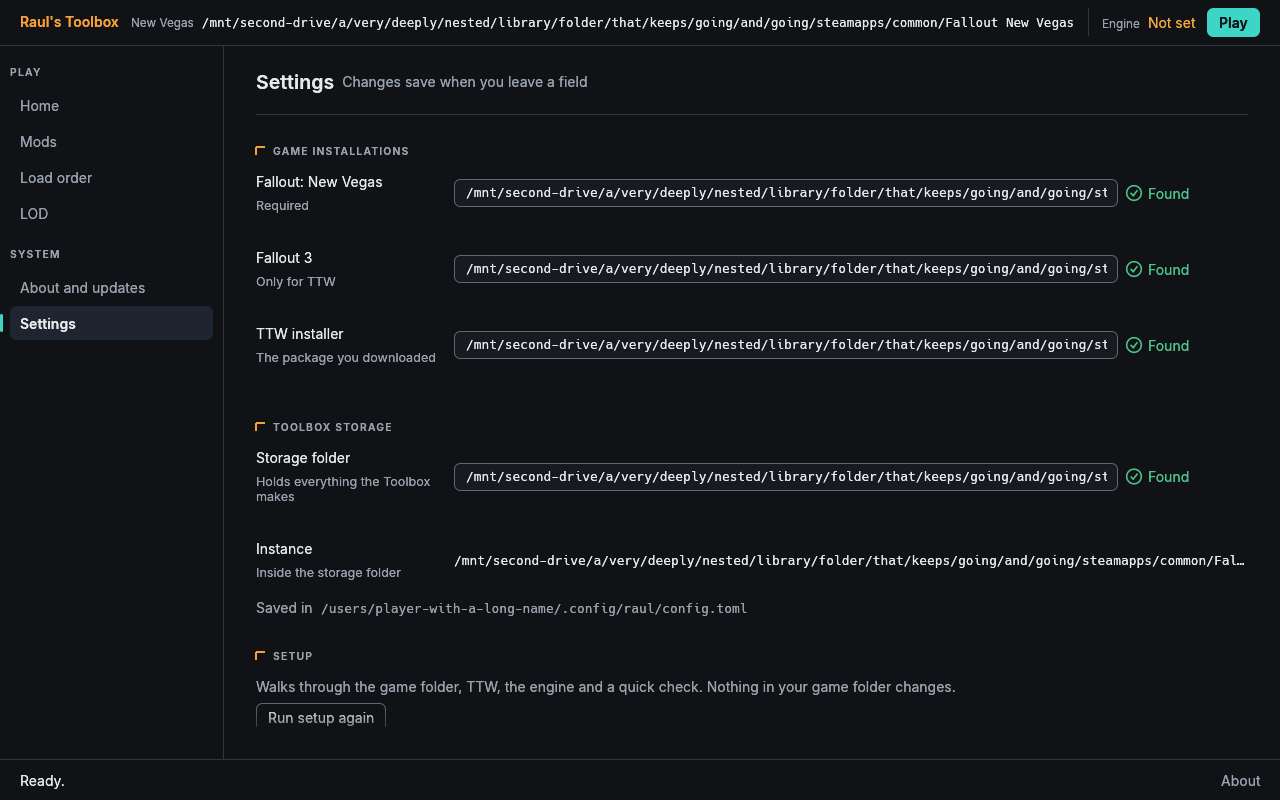 Raul's Toolbox New Vegas /mnt/second-drive/a/very/deeply/nested/library/folder/that/keeps/going/and/going/steamapps/common/Fallout New Vegas Engine Not set Play
PLAY
Home
Mods
Load order
LOD
SYSTEM
About and updates
Settings
Settings Changes save when you leave a field
GAME INSTALLATIONS
Fallout: New Vegas
Required
/mnt/second-drive/a/very/deeply/nested/library/folder/that/keeps/going/and/going/st Found
Fallout 3
Only for TTW
/mnt/second-drive/a/very/deeply/nested/library/folder/that/keeps/going/and/going/st Found
TTW installer
The package you downloaded
/mnt/second-drive/a/very/deeply/nested/library/folder/that/keeps/going/and/going/st Found
TOOLBOX STORAGE
Storage folder
Holds everything the Toolbox
makes
/mnt/second-drive/a/very/deeply/nested/library/folder/that/keeps/going/and/going/st Found
Instance
Inside the storage folder
/mnt/second-drive/a/very/deeply/nested/library/folder/that/keeps/going/and/going/steamapps/common/Fal…
Saved in /users/player-with-a-long-name/.config/raul/config.toml
SETUP
Walks through the game folder, TTW, the engine and a quick check. Nothing in your game folder changes.
Run setup again
Ready.
About